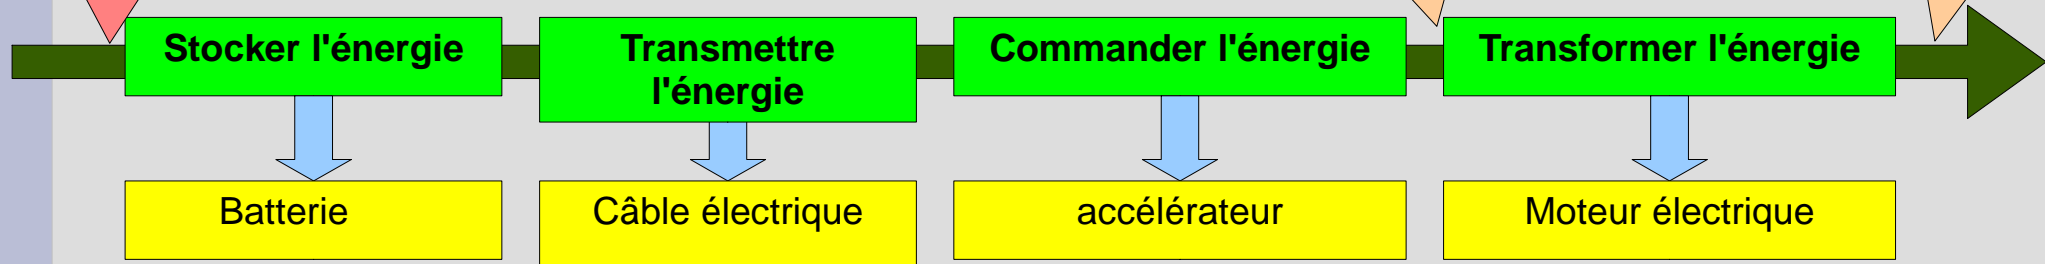 Stocker l'énergie
Transmettre
l'énergie
Commander l'énergie
Transformer l'énergie
Batterie
Câble électrique
accélérateur
Moteur électrique